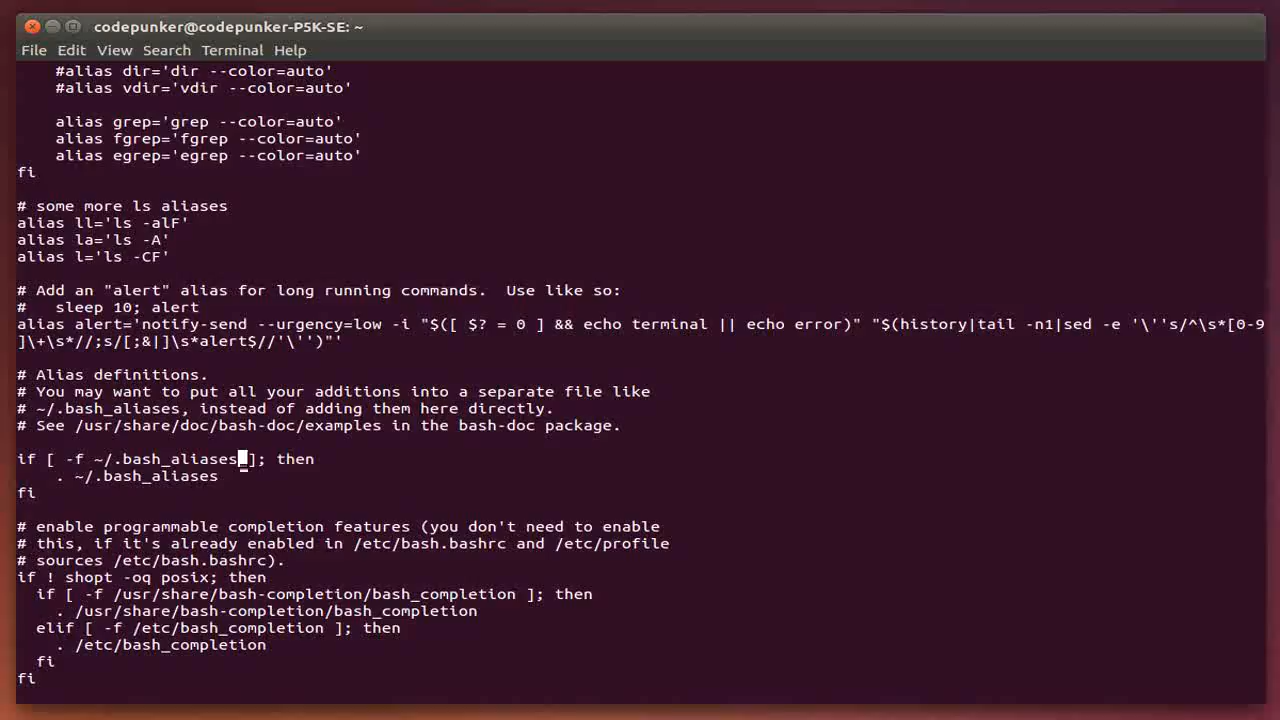 codepunker@codepunker-P5K-SE: ~
File Edit View Search Terminal Help
    #alias dir='dir --color=auto'
    #alias vdir='vdir --color=auto'

    alias grep='grep --color=auto'
    alias fgrep='fgrep --color=auto'
    alias egrep='egrep --color=auto'
fi

# some more ls aliases
alias ll='ls -alF'
alias la='ls -A'
alias l='ls -CF'

# Add an "alert" alias for long running commands.  Use like so:
#   sleep 10; alert
alias alert='notify-send --urgency=low -i "$([ $? = 0 ] && echo terminal || echo error)" "$(history|tail -n1|sed -e '\''s/^\s*[0-9
]\+\s*//;s/[;&|]\s*alert$//'\'')"'

# Alias definitions.
# You may want to put all your additions into a separate file like
# ~/.bash_aliases, instead of adding them here directly.
# See /usr/share/doc/bash-doc/examples in the bash-doc package.

if [ -f ~/.bash_aliases ]; then
    . ~/.bash_aliases
fi

# enable programmable completion features (you don't need to enable
# this, if it's already enabled in /etc/bash.bashrc and /etc/profile
# sources /etc/bash.bashrc).
if ! shopt -oq posix; then
  if [ -f /usr/share/bash-completion/bash_completion ]; then
    . /usr/share/bash-completion/bash_completion
  elif [ -f /etc/bash_completion ]; then
    . /etc/bash_completion
  fi
fi